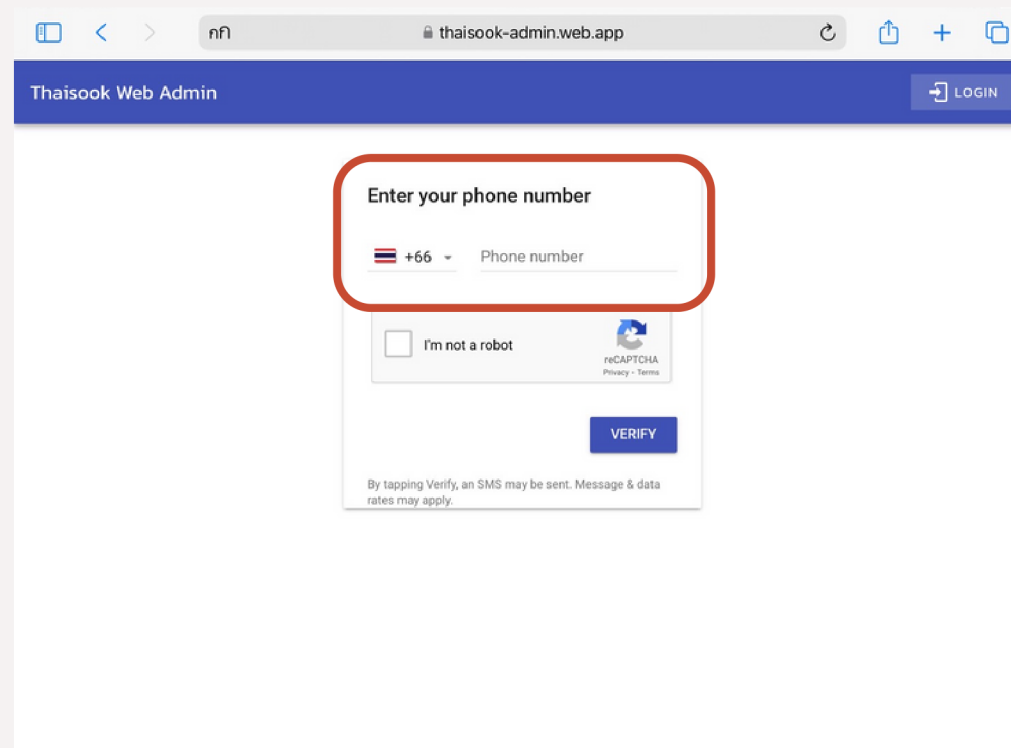 กกิ
thaisook-admin.web.app
Thaisook Web Admin
LOGIN
Enter your phone number
+66
Phone number
I'm not a robot
reCAPTCHA
Privacy - Terms
VERIFY
By tapping Verify, an SMS may be sent. Message & data
rates may apply.